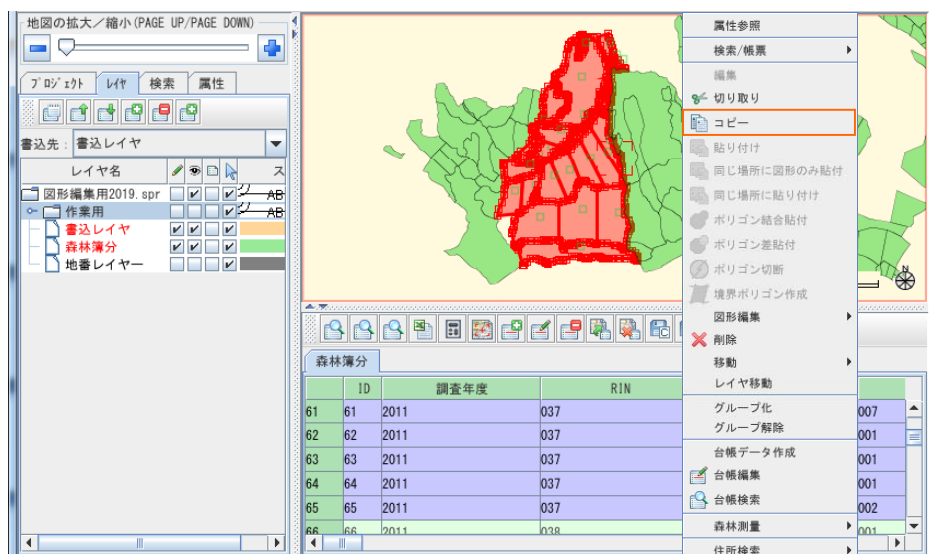 地図の拡大／縮小(PAGE UP/PAGE DOWN)
ﾌﾟﾛｼﾞｪｸﾄ レイヤ 検索 属性
書込先： 書込レイヤ
レイヤ名 ス
図形編集用2019.spr AB
作業用 AB
書込レイヤ
森林簿分
地番レイヤー
N
属性参照
検索/帳票
編集
切り取り
コピー
貼り付け
同じ場所に図形のみ貼付
同じ場所に貼り付け
ポリゴン結合貼付
ポリゴン差貼付
ポリゴン切断
境界ポリゴン作成
図形編集
削除
移動
レイヤ移動
グループ化
グループ解除
台帳データ作成
台帳編集
台帳検索
森林測量
住所検索
森林簿分
ID 調査年度 RIN
61 61 2011 037 007
62 62 2011 037 001
63 63 2011 037 001
64 64 2011 037 001
65 65 2011 037 002
66 66 2011 038 001